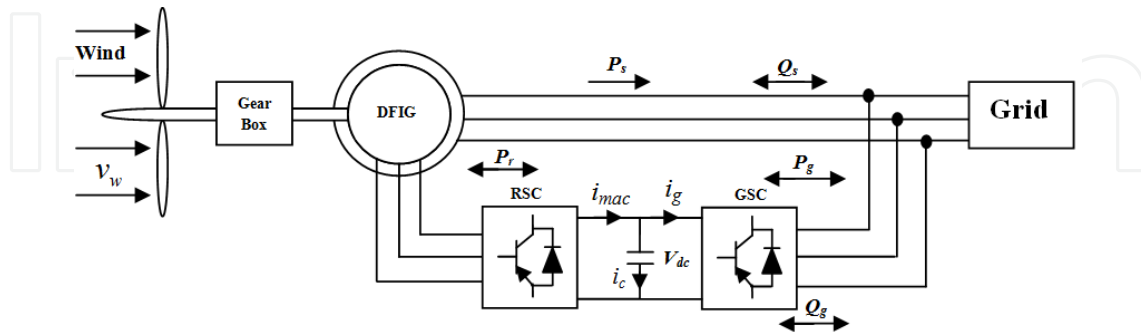 Wind
v_w
Gear
Box
DFIG
P_s
Q_s
Grid
P_r
RSC
i_mac
i_g
GSC
P_g
V_dc
i_c
Q_g